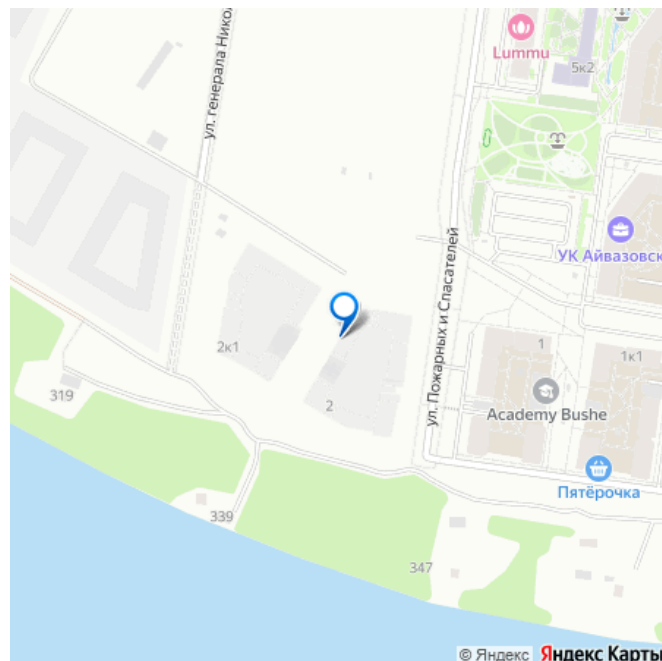 Lummu
5к2
ул. генерала Никол
ул. Пожарных и Спасателей
УК Айвазовск
2к1
2
1
1к1
Academy Bushe
319
Пятёрочка
339
347
© Яндекс Яндекс Карты